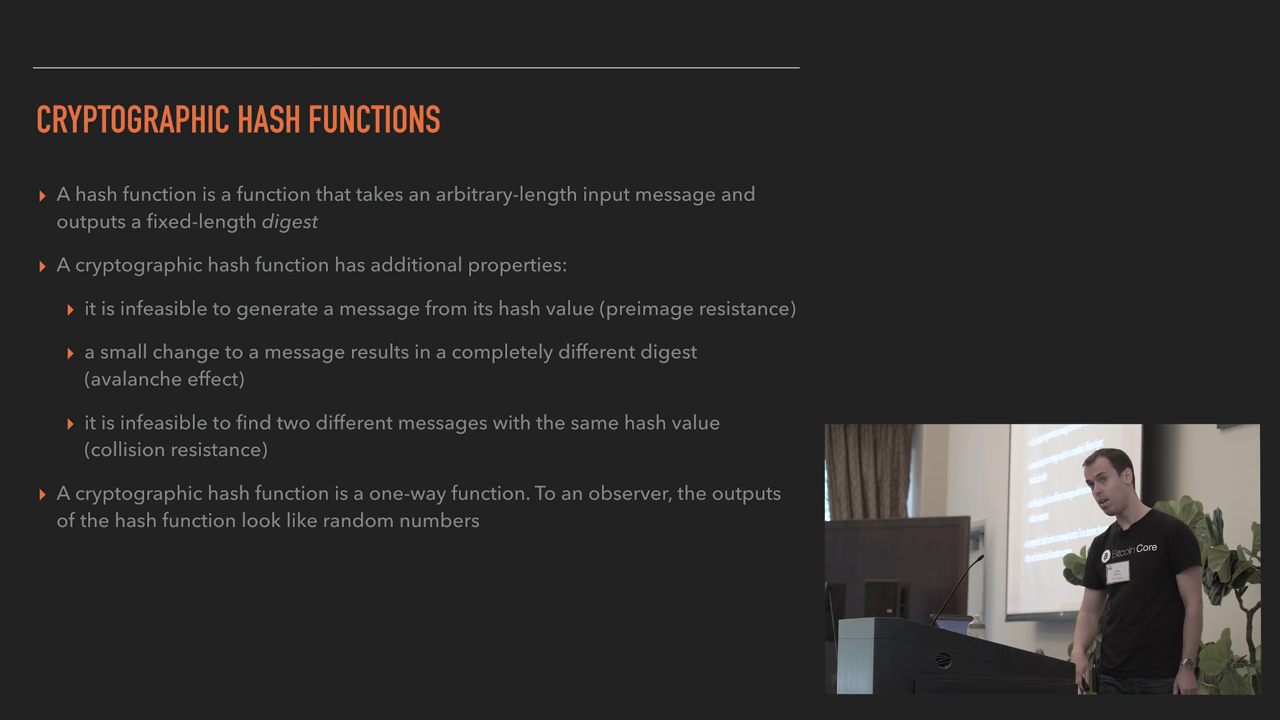 CRYPTOGRAPHIC HASH FUNCTIONS
A hash function is a function that takes an arbitrary-length input message and
outputs a fixed-length digest
A cryptographic hash function has additional properties:
it is infeasible to generate a message from its hash value (preimage resistance)
a small change to a message results in a completely different digest
(avalanche effect)
it is infeasible to find two different messages with the same hash value
(collision resistance)
A cryptographic hash function is a one-way function. To an observer, the outputs
of the hash function look like random numbers
Bitcoin Core